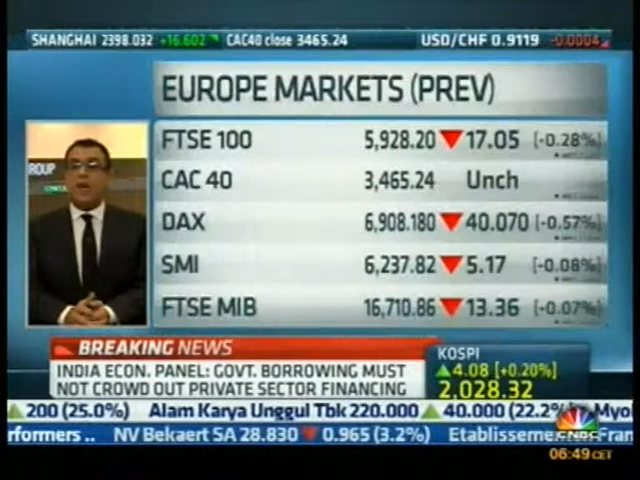 SHANGHAI 2398.032 +16.602 CAC40 close 3465.24 USD/CHF 0.9119 -0.0004
EUROPE MARKETS (PREV)
FTSE 100 5,928.20 ▼ 17.05 [-0.28%]
CAC 40 3,465.24 Unch
DAX 6,908.180 ▼ 40.070 [-0.57%]
SMI 6,237.82 ▼ 5.17 [-0.08%]
FTSE MIB 16,710.86 ▼ 13.36 [-0.07%]
ROUP
BREAKING NEWS
INDIA ECON. PANEL: GOVT. BORROWING MUST
NOT CROWD OUT PRIVATE SECTOR FINANCING
KOSPI
▲4.08 [+0.20%]
2,028.32
▲ 200 (25.0%) Alam Karya Unggul Tbk 220.000 ▲ 40.000 (22.2% Myo
rformers .. NV Bekaert SA 28.830 ▼ 0.965 (3.2%) Etablisseme Fran
CNBC
06:49 CET